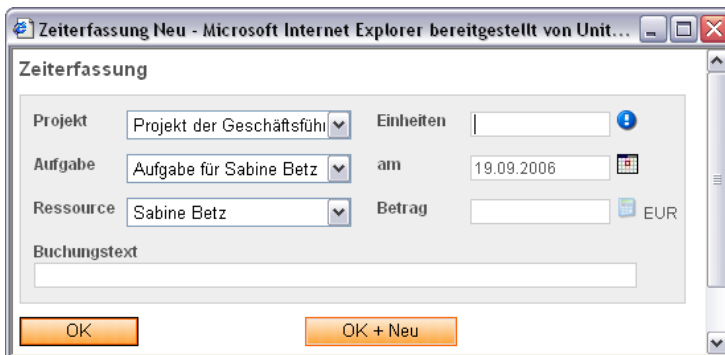 Zeiterfassung Neu - Microsoft Internet Explorer bereitgestellt von Unit...
Zeiterfassung
Projekt Projekt der Geschäftsfüh Einheiten
Aufgabe Aufgabe für Sabine Betz am 19.09.2006
Ressource Sabine Betz Betrag EUR
Buchungstext
OK OK + Neu